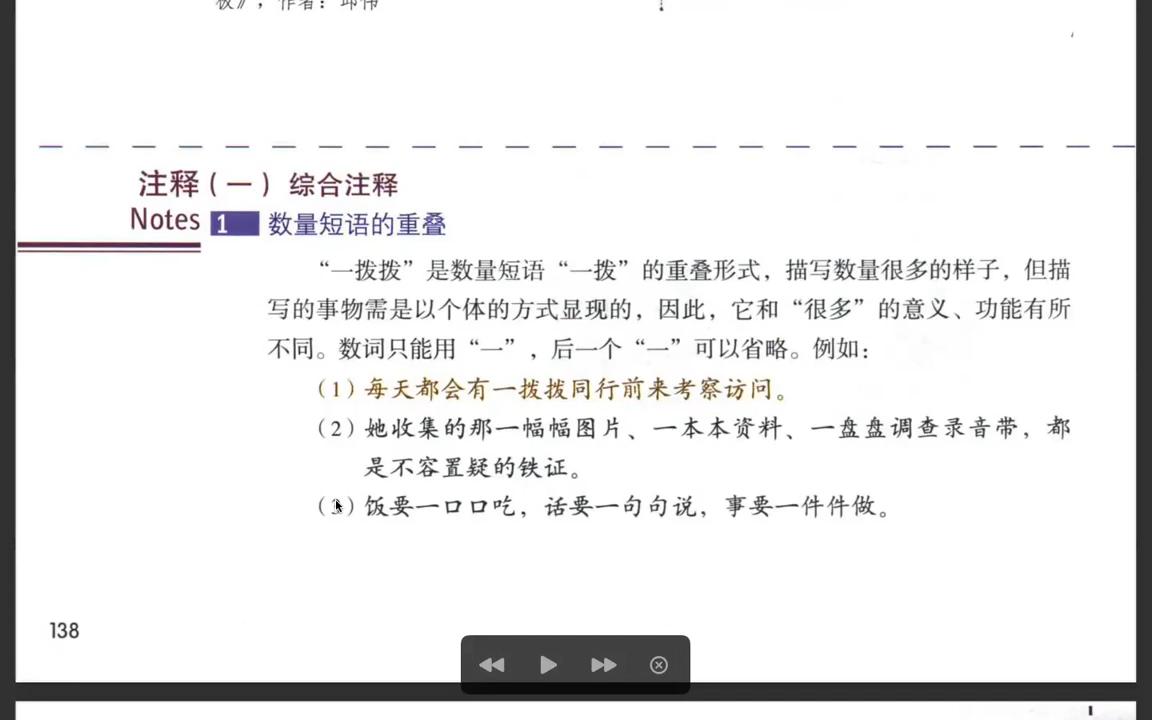 权》，作者：邱伟
注释（一）综合注释
Notes 1 数量短语的重叠
“一拨拨”是数量短语“一拨”的重叠形式，描写数量很多的样子，但描
写的事物需是以个体的方式显现的，因此，它和“很多”的意义、功能有所
不同。数词只能用“一”，后一个“一”可以省略。例如：
（1）每天都会有一拨拨同行前来考察访问。
（2）她收集的那一幅幅图片、一本本资料、一盘盘调查录音带，都
是不容置疑的铁证。
（3）饭要一口口吃，话要一句句说，事要一件件做。
138